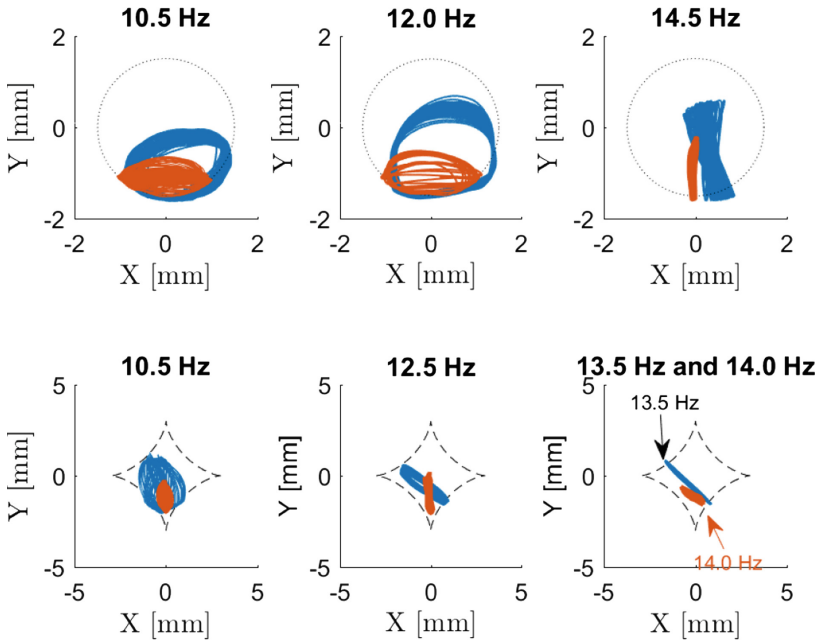 10.5 Hz 12.0 Hz 14.5 Hz
2 2 2
Y [mm] Y [mm] Y [mm]
0 0 0
-2 -2 -2
-2 0 2 -2 0 2 -2 0 2
X [mm] X [mm] X [mm]
10.5 Hz 12.5 Hz 13.5 Hz and 14.0 Hz
5 5 5
13.5 Hz
Y [mm] Y [mm] Y [mm]
0 0 0
14.0 Hz
-5 -5 -5
-5 0 5 -5 0 5 -5 0 5
X [mm] X [mm] X [mm]